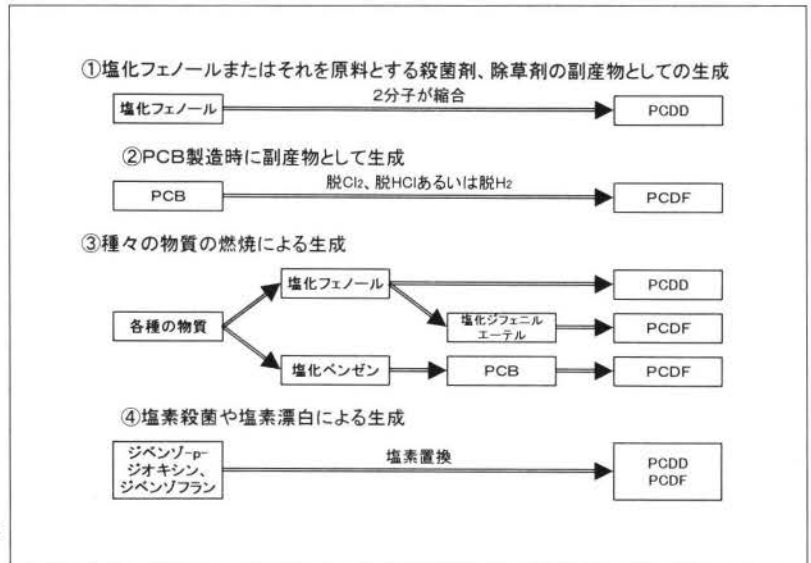 ①塩化フェノールまたはそれを原料とする殺菌剤、除草剤の副産物としての生成
2分子が縮合
塩化フェノール
PCDD
②PCB製造時に副産物として生成
脱Cl₂、脱HClあるいは脱H₂
PCB
PCDF
③種々の物質の燃焼による生成
塩化フェノール
PCDD
各種の物質
塩化ジフェニル
エーテル
PCDF
塩化ベンゼン
PCB
PCDF
④塩素殺菌や塩素漂白による生成
ジベンゾ-p-
ジオキシン、
ジベンゾフラン
塩素置換
PCDD
PCDF